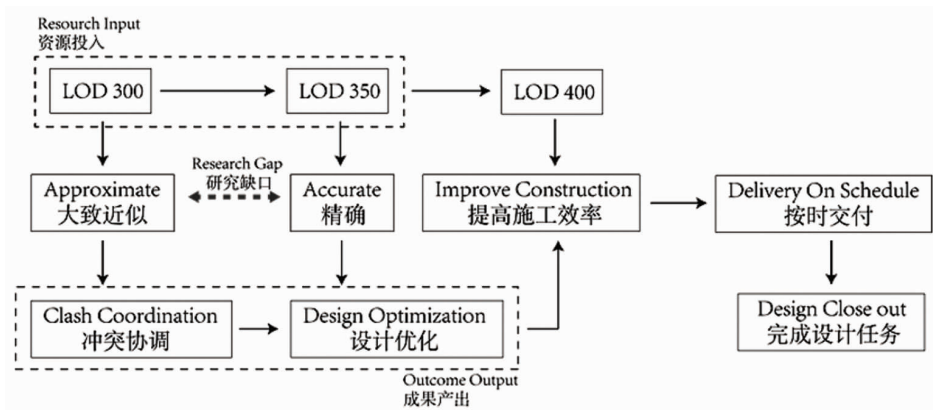 Resourch Input
资源投入
LOD 300
LOD 350
LOD 400
Research Gap
研究缺口
Approximate
大致近似
Accurate
精确
Improve Construction
提高施工效率
Delivery On Schedule
按时交付
Clash Coordination
冲突协调
Design Optimization
设计优化
Design Close out
完成设计任务
Outcome Output
成果产出